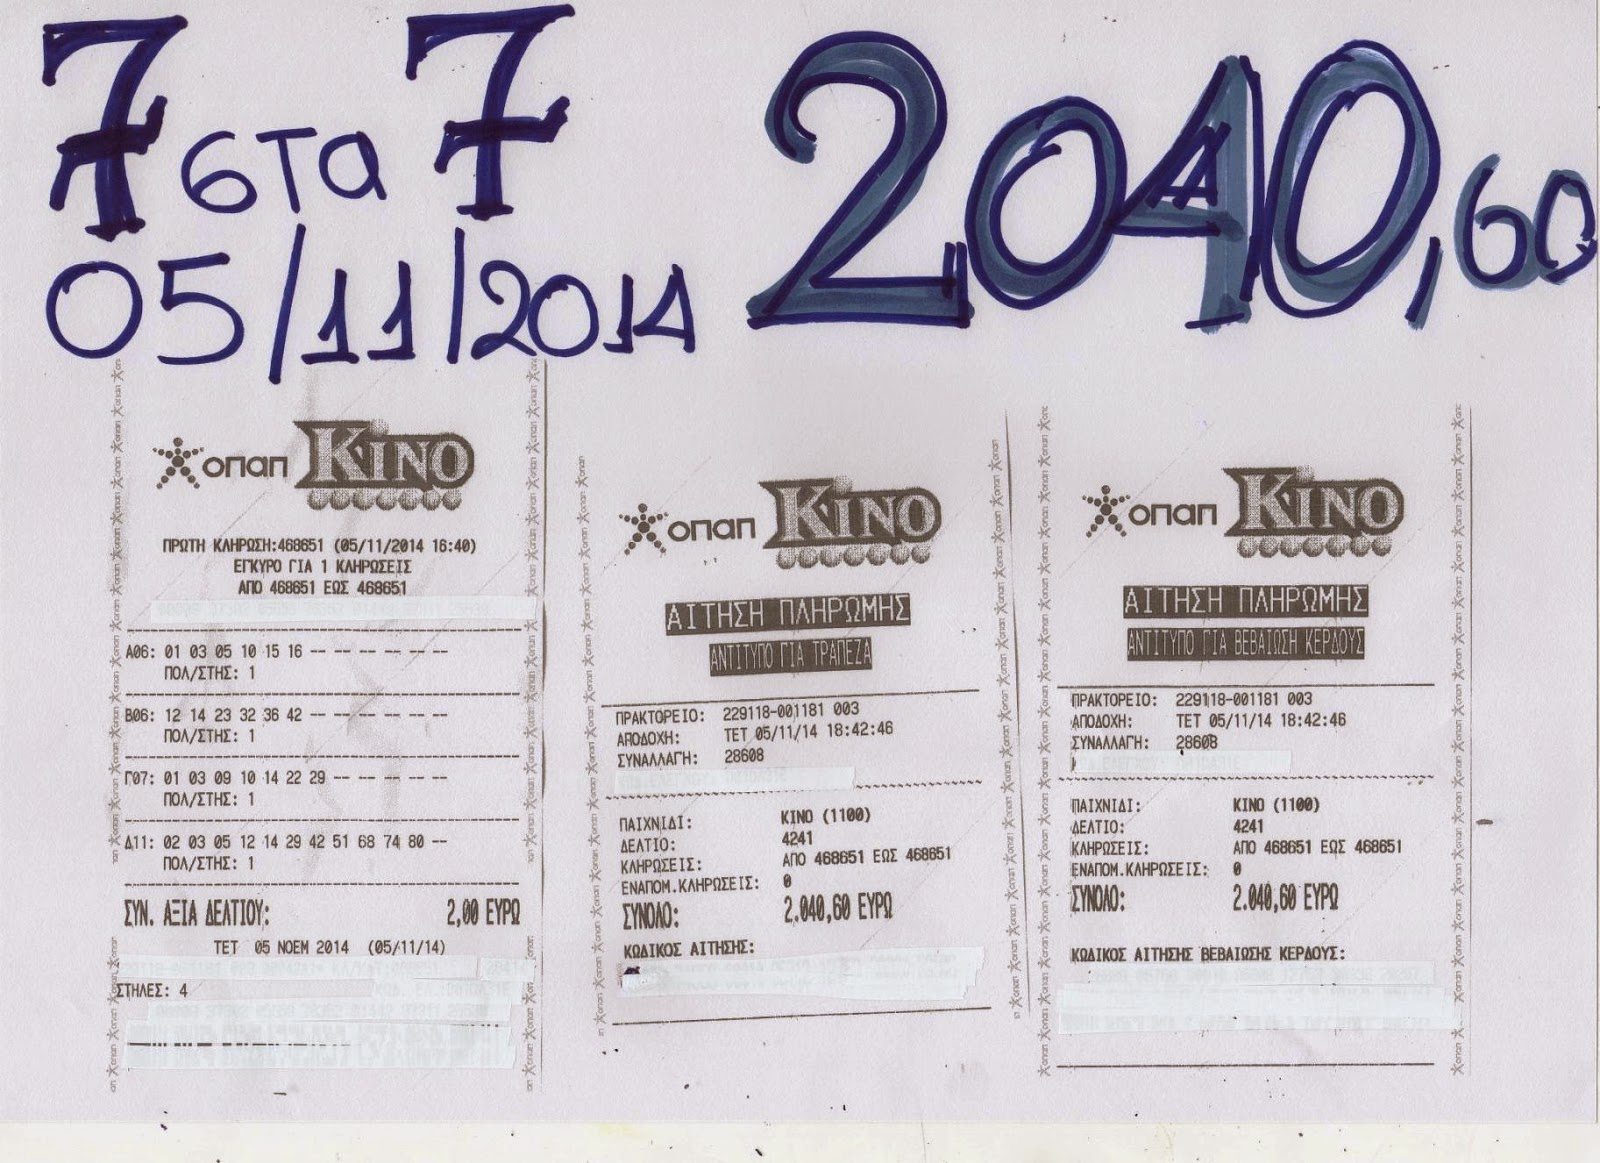 7 στα 7
05/11/2014
2.040,60
οπαπ ΚΙΝΟ
ΠΡΩΤΗ ΚΛΗΡΩΣΗ:468651 (05/11/2014 16:40)
ΕΓΚΥΡΟ ΓΙΑ 1 ΚΛΗΡΩΣΕΙΣ
ΑΠΟ 468651 ΕΩΣ 468651
Α06: 01 03 05 10 15 16 -- -- -- -- -- --
ΠΟΛ/ΣΤΗΣ: 1
Β06: 12 14 23 32 36 42 -- -- -- -- -- --
ΠΟΛ/ΣΤΗΣ: 1
Γ07: 01 03 09 10 14 22 29 -- -- -- -- --
ΠΟΛ/ΣΤΗΣ: 1
Δ11: 02 03 05 12 14 29 42 51 68 74 80 --
ΠΟΛ/ΣΤΗΣ: 1
ΣΥΝ. ΑΞΙΑ ΔΕΛΤΙΟΥ: 2,00 ΕΥΡΩ
ΤΕΤ 05 ΝΟΕΜ 2014 (05/11/14)
ΣΤΗΛΕΣ: 4
οπαπ ΚΙΝΟ
ΑΙΤΗΣΗ ΠΛΗΡΩΜΗΣ
ΑΝΤΙΤΥΠΟ ΓΙΑ ΤΡΑΠΕΖΑ
ΠΡΑΚΤΟΡΕΙΟ: 229118-001181 003
ΑΠΟΔΟΧΗ: ΤΕΤ 05/11/14 18:42:46
ΣΥΝΑΛΛΑΓΗ: 28608
ΠΑΙΧΝΙΔΙ: ΚΙΝΟ (1100)
ΔΕΛΤΙΟ: 4241
ΚΛΗΡΩΣΕΙΣ: ΑΠΟ 468651 ΕΩΣ 468651
ΕΝΑΠΟΜ.ΚΛΗΡΩΣΕΙΣ: 0
ΣΥΝΟΛΟ: 2.040,60 ΕΥΡΩ
ΚΩΔΙΚΟΣ ΑΙΤΗΣΗΣ:
οπαπ ΚΙΝΟ
ΑΙΤΗΣΗ ΠΛΗΡΩΜΗΣ
ΑΝΤΙΤΥΠΟ ΓΙΑ ΒΕΒΑΙΩΣΗ ΚΕΡΔΟΥΣ
ΠΡΑΚΤΟΡΕΙΟ: 229118-001181 003
ΑΠΟΔΟΧΗ: ΤΕΤ 05/11/14 18:42:46
ΣΥΝΑΛΛΑΓΗ: 28608
ΠΑΙΧΝΙΔΙ: ΚΙΝΟ (1100)
ΔΕΛΤΙΟ: 4241
ΚΛΗΡΩΣΕΙΣ: ΑΠΟ 468651 ΕΩΣ 468651
ΕΝΑΠΟΜ.ΚΛΗΡΩΣΕΙΣ: 0
ΣΥΝΟΛΟ: 2.040,60 ΕΥΡΩ
ΚΩΔΙΚΟΣ ΑΙΤΗΣΗΣ ΒΕΒΑΙΩΣΗΣ ΚΕΡΔΟΥΣ: